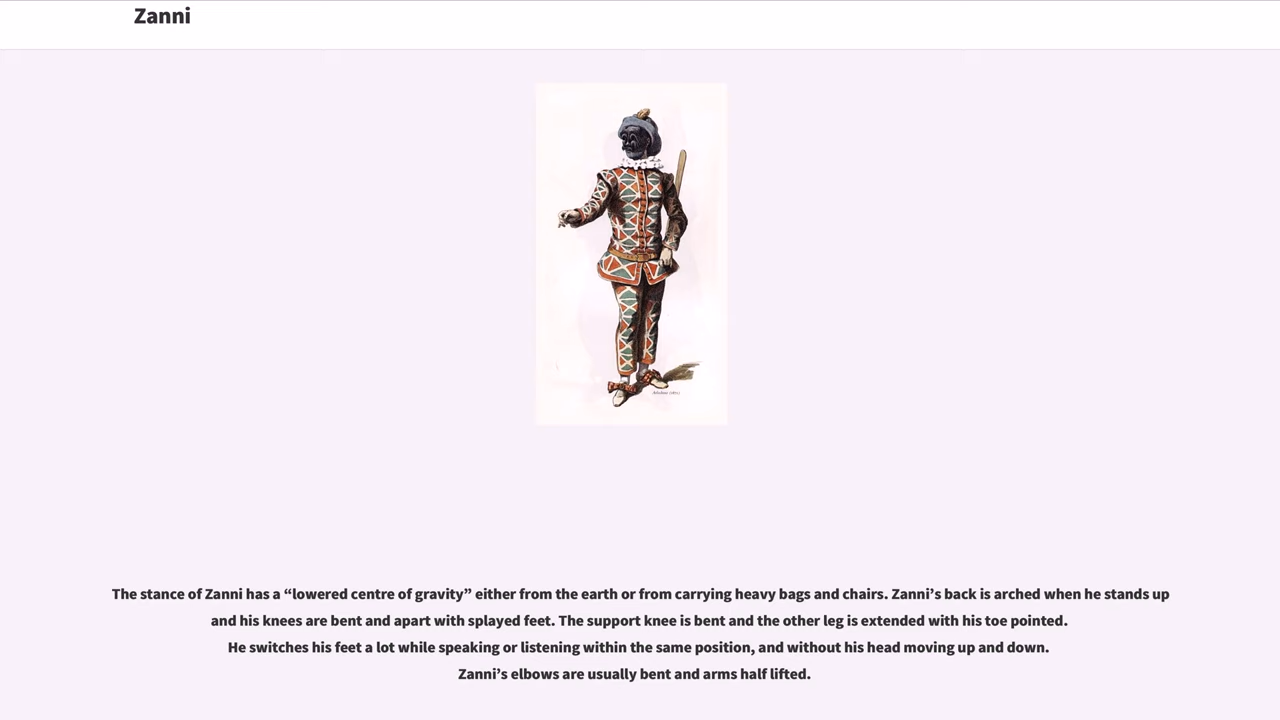 Zanni
The stance of Zanni has a “lowered centre of gravity” either from the earth or from carrying heavy bags and chairs. Zanni’s back is arched when he stands up
and his knees are bent and apart with splayed feet. The support knee is bent and the other leg is extended with his toe pointed.
He switches his feet a lot while speaking or listening within the same position, and without his head moving up and down.
Zanni’s elbows are usually bent and arms half lifted.